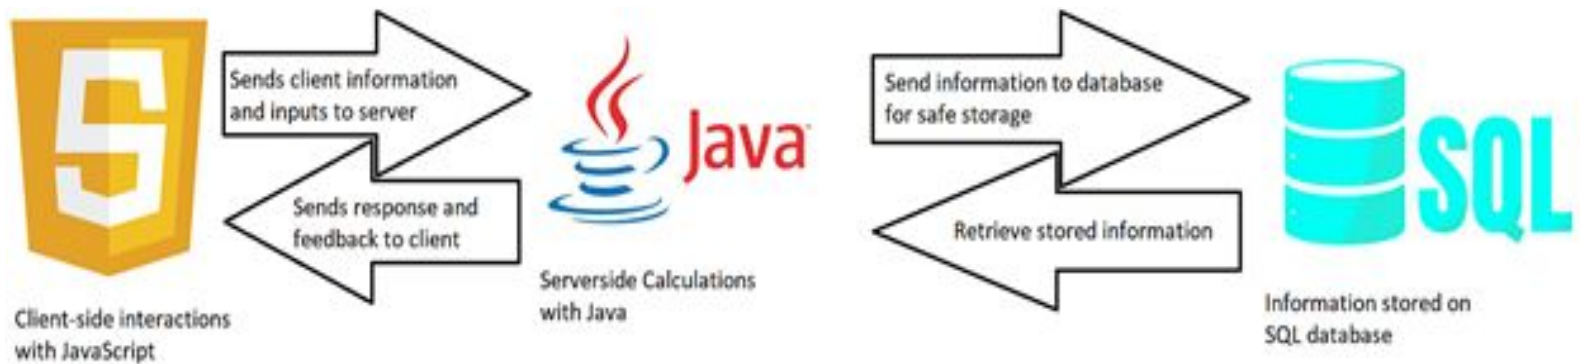 Sends client information
and inputs to server
Sends response and
feedback to client
Client-side interactions
with JavaScript
Java
Serverside Calculations
with Java
Send information to database
for safe storage
Retrieve stored information
SQL
Information stored on
SQL database